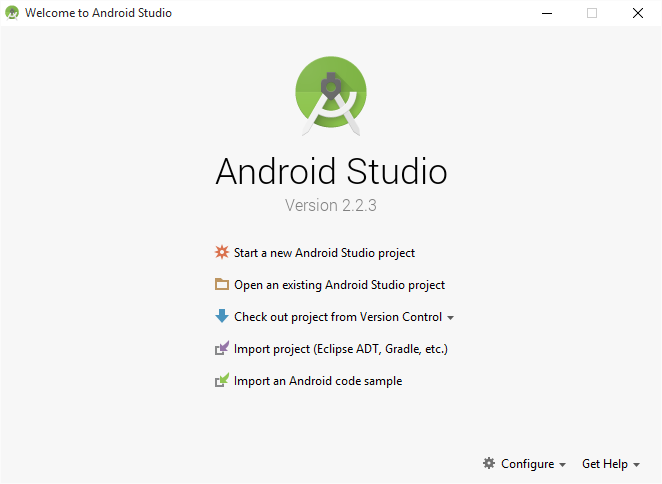 Welcome to Android Studio
Android Studio
Version 2.2.3
Start a new Android Studio project
Open an existing Android Studio project
Check out project from Version Control
Import project (Eclipse ADT, Gradle, etc.)
Import an Android code sample
Configure Get Help